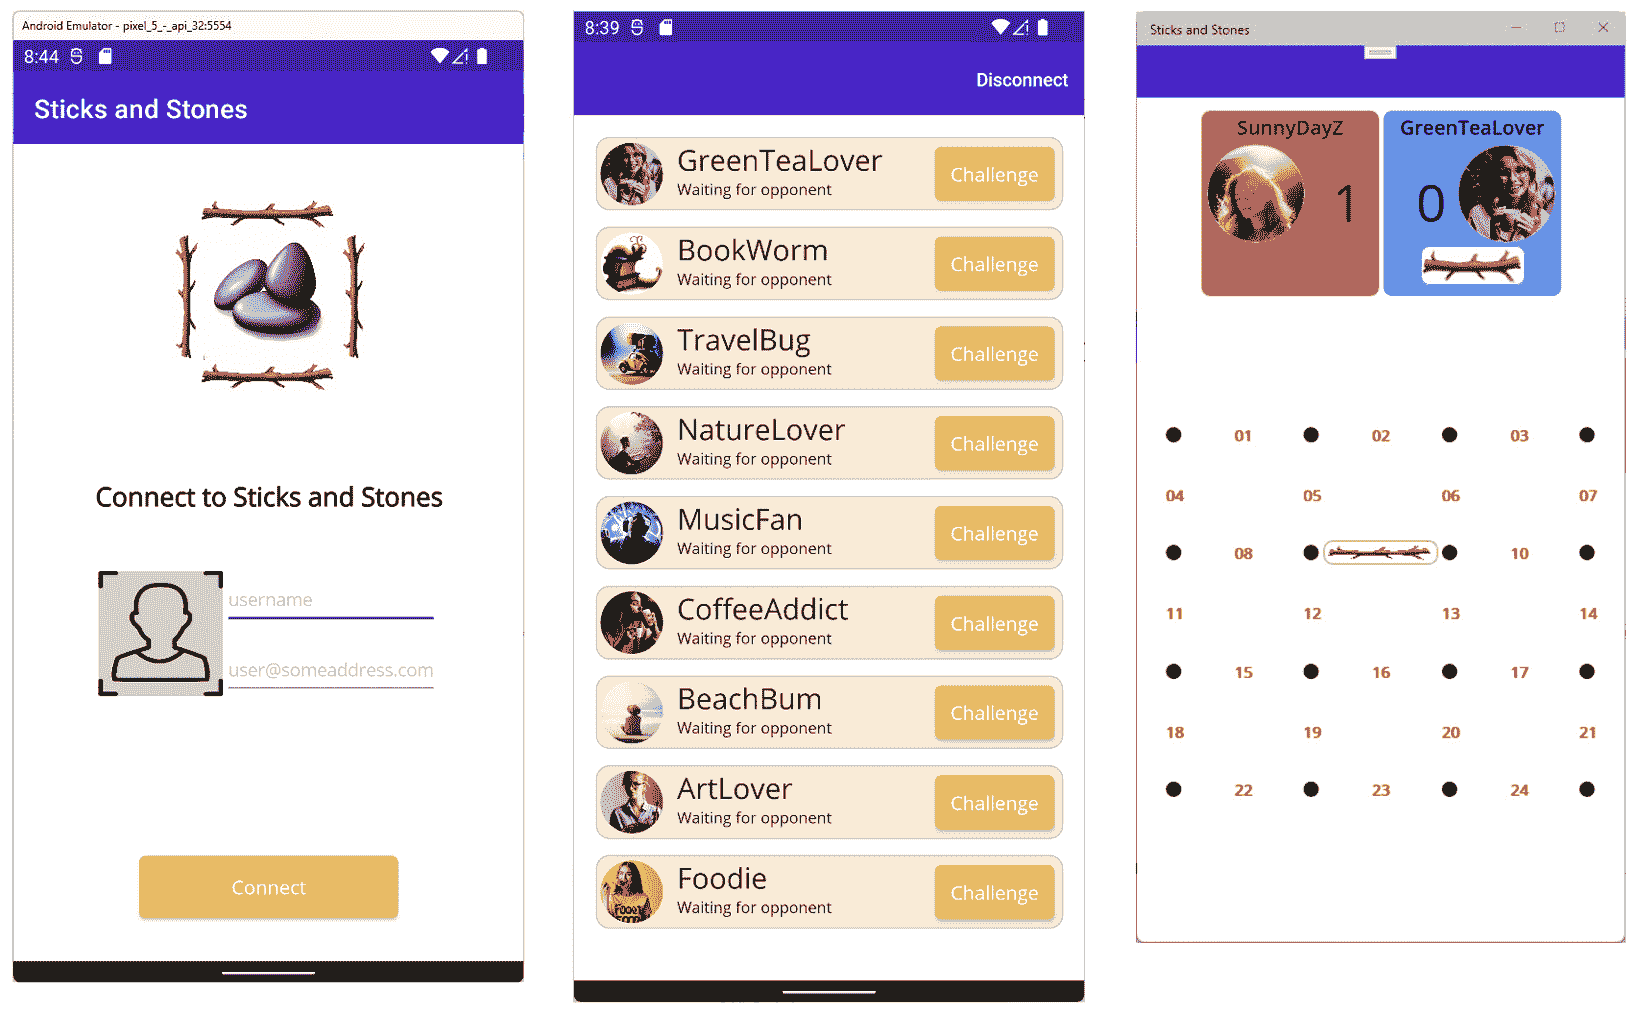 Android Emulator - pixel_5_-_api_32:5554
8:44
Sticks and Stones
Connect to Sticks and Stones
username
user@someaddress.com
Connect
8:39
Disconnect
GreenTeaLover
Waiting for opponent
Challenge
BookWorm
Waiting for opponent
Challenge
TravelBug
Waiting for opponent
Challenge
NatureLover
Waiting for opponent
Challenge
MusicFan
Waiting for opponent
Challenge
CoffeeAddict
Waiting for opponent
Challenge
BeachBum
Waiting for opponent
Challenge
ArtLover
Waiting for opponent
Challenge
Foodie
Waiting for opponent
Challenge
Sticks and Stones
SunnyDayZ GreenTeaLover
1 0
01 02 03
04 05 06 07
08 10
11 12 13 14
15 16 17
18 19 20 21
22 23 24